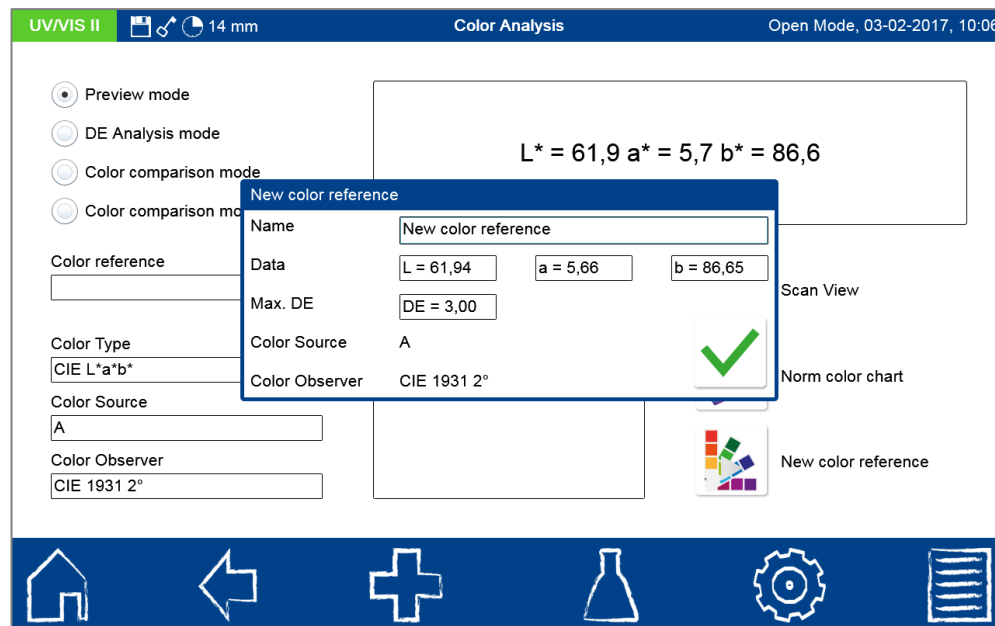 UV/VIS II 14 mm Color Analysis Open Mode, 03-02-2017, 10:06
Preview mode
DE Analysis mode
Color comparison mode
Color comparison mo
L* = 61,9 a* = 5,7 b* = 86,6
New color reference
Name New color reference
Data L = 61,94 a = 5,66 b = 86,65
Max. DE DE = 3,00
Color Source A
Color Observer CIE 1931 2°
Color reference
Scan View
Color Type
CIE L*a*b*
Norm color chart
Color Source
A
Color Observer
CIE 1931 2°
New color reference